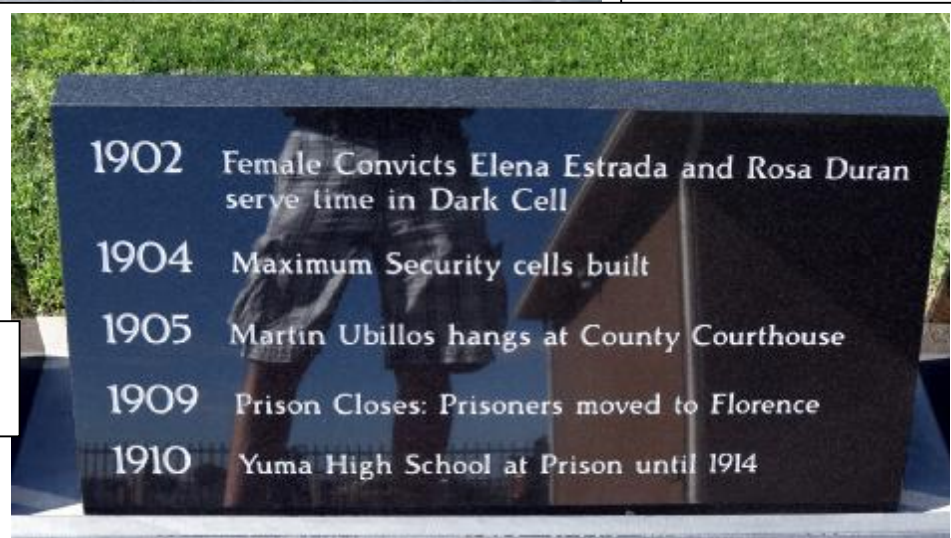 1902 Female Convicts Elena Estrada and Rosa Duran
serve time in Dark Cell
1904 Maximum Security cells built
1905 Martin Ubillos hangs at County Courthouse
1909 Prison Closes: Prisoners moved to Florence
1910 Yuma High School at Prison until 1914